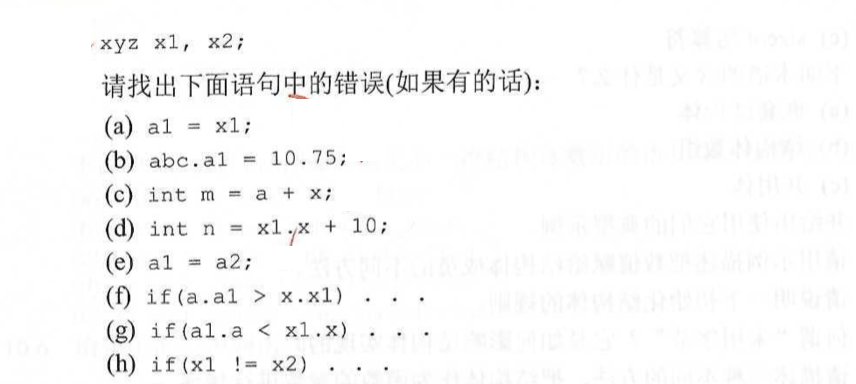 xyz x1, x2;
请找出下面语句中的错误(如果有的话):
(a) a1 = x1;
(b) abc.a1 = 10.75;
(c) int m = a + x;
(d) int n = x1.x + 10;
(e) a1 = a2;
(f) if(a.a1 > x.x1) . . .
(g) if(a1.a < x1.x). . .
(h) if(x1 != x2) . . .